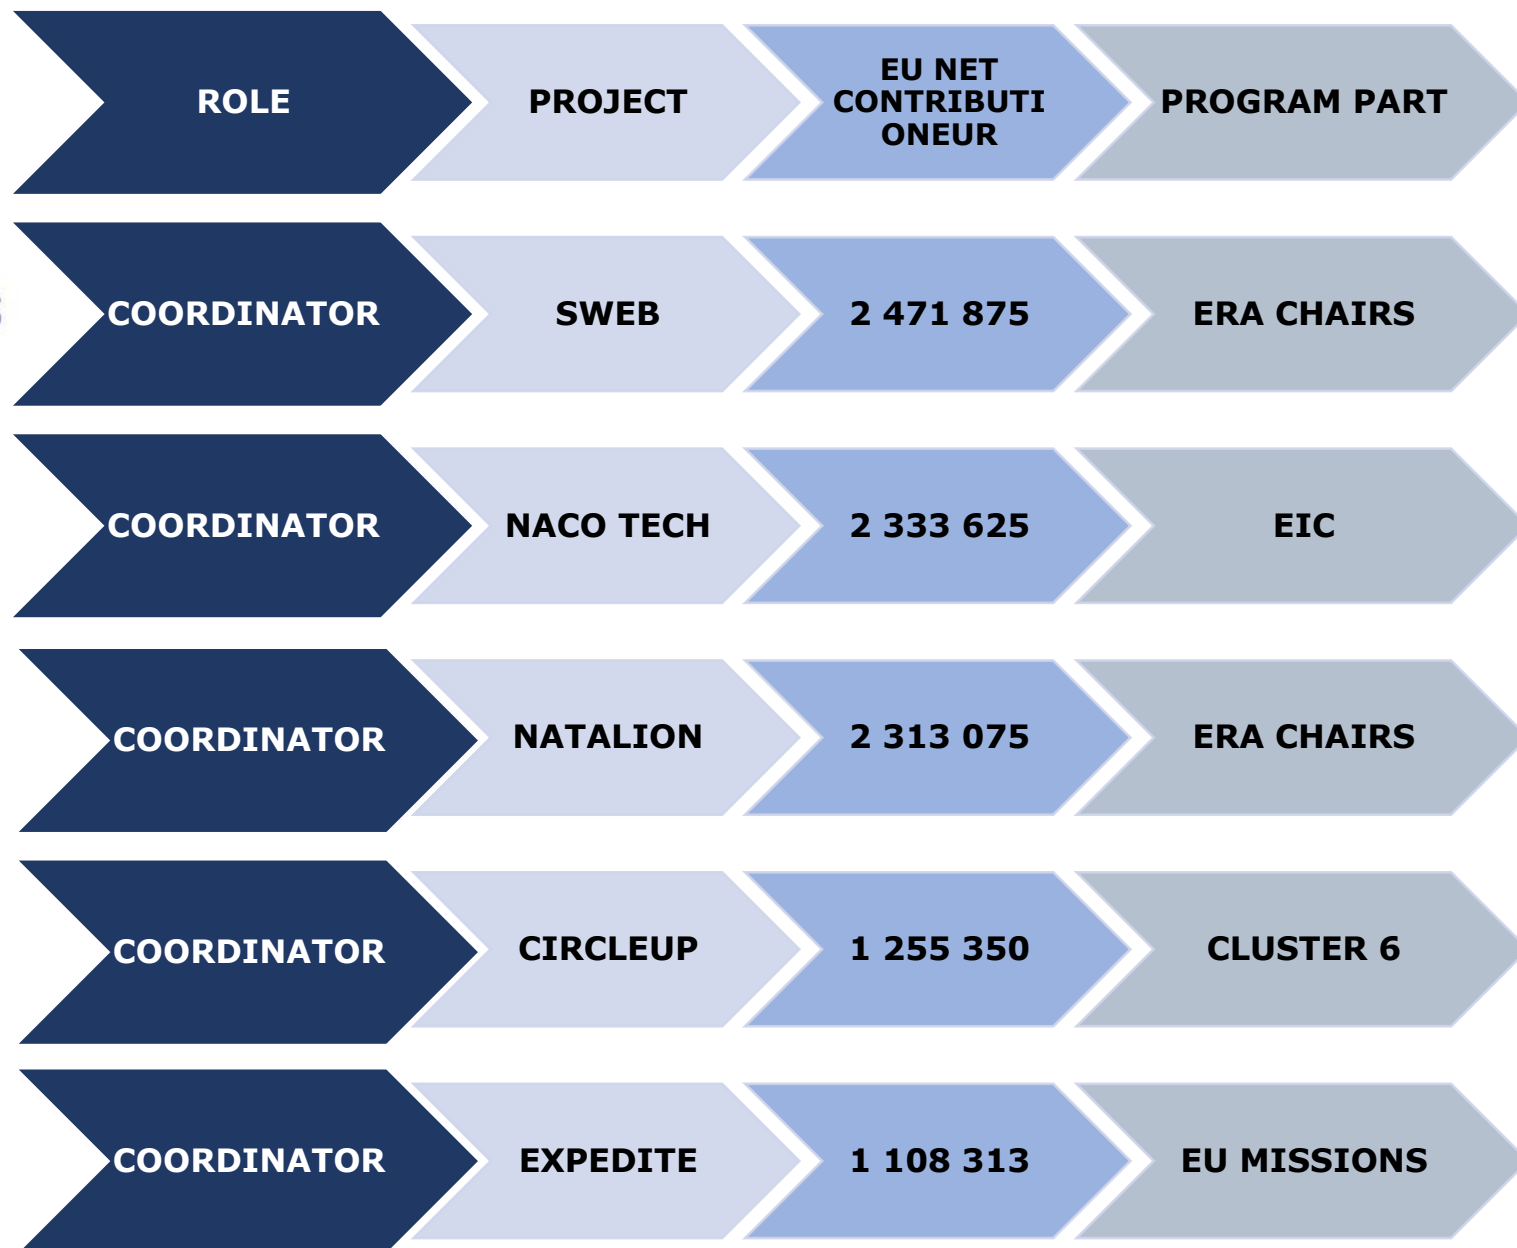 ROLE
PROJECT
EU NET
CONTRIBUTI
ONEUR
PROGRAM PART
COORDINATOR
SWEB
2 471 875
ERA CHAIRS
COORDINATOR
NACO TECH
2 333 625
EIC
COORDINATOR
NATALION
2 313 075
ERA CHAIRS
COORDINATOR
CIRCLEUP
1 255 350
CLUSTER 6
COORDINATOR
EXPEDITE
1 108 313
EU MISSIONS